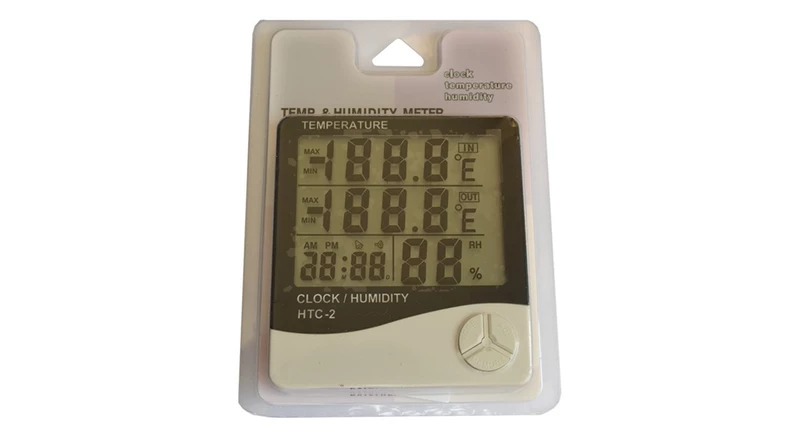 clock
temperature
humidity
TEMP. & HUMIDITY METER
TEMPERATURE
MAX
MIN
-188.8 °E
IN
MAX
MIN
-188.8 °E
OUT
AM PM
28:88
88 %
RH
CLOCK / HUMIDITY
HTC-2